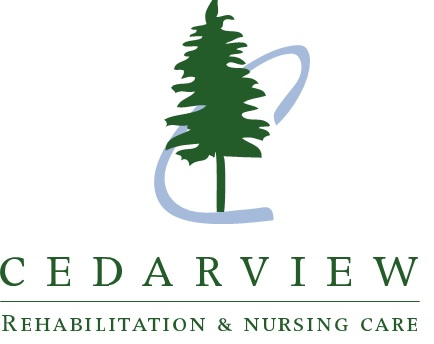 CEDARVIEW
REHABILITATION & NURSING CARE